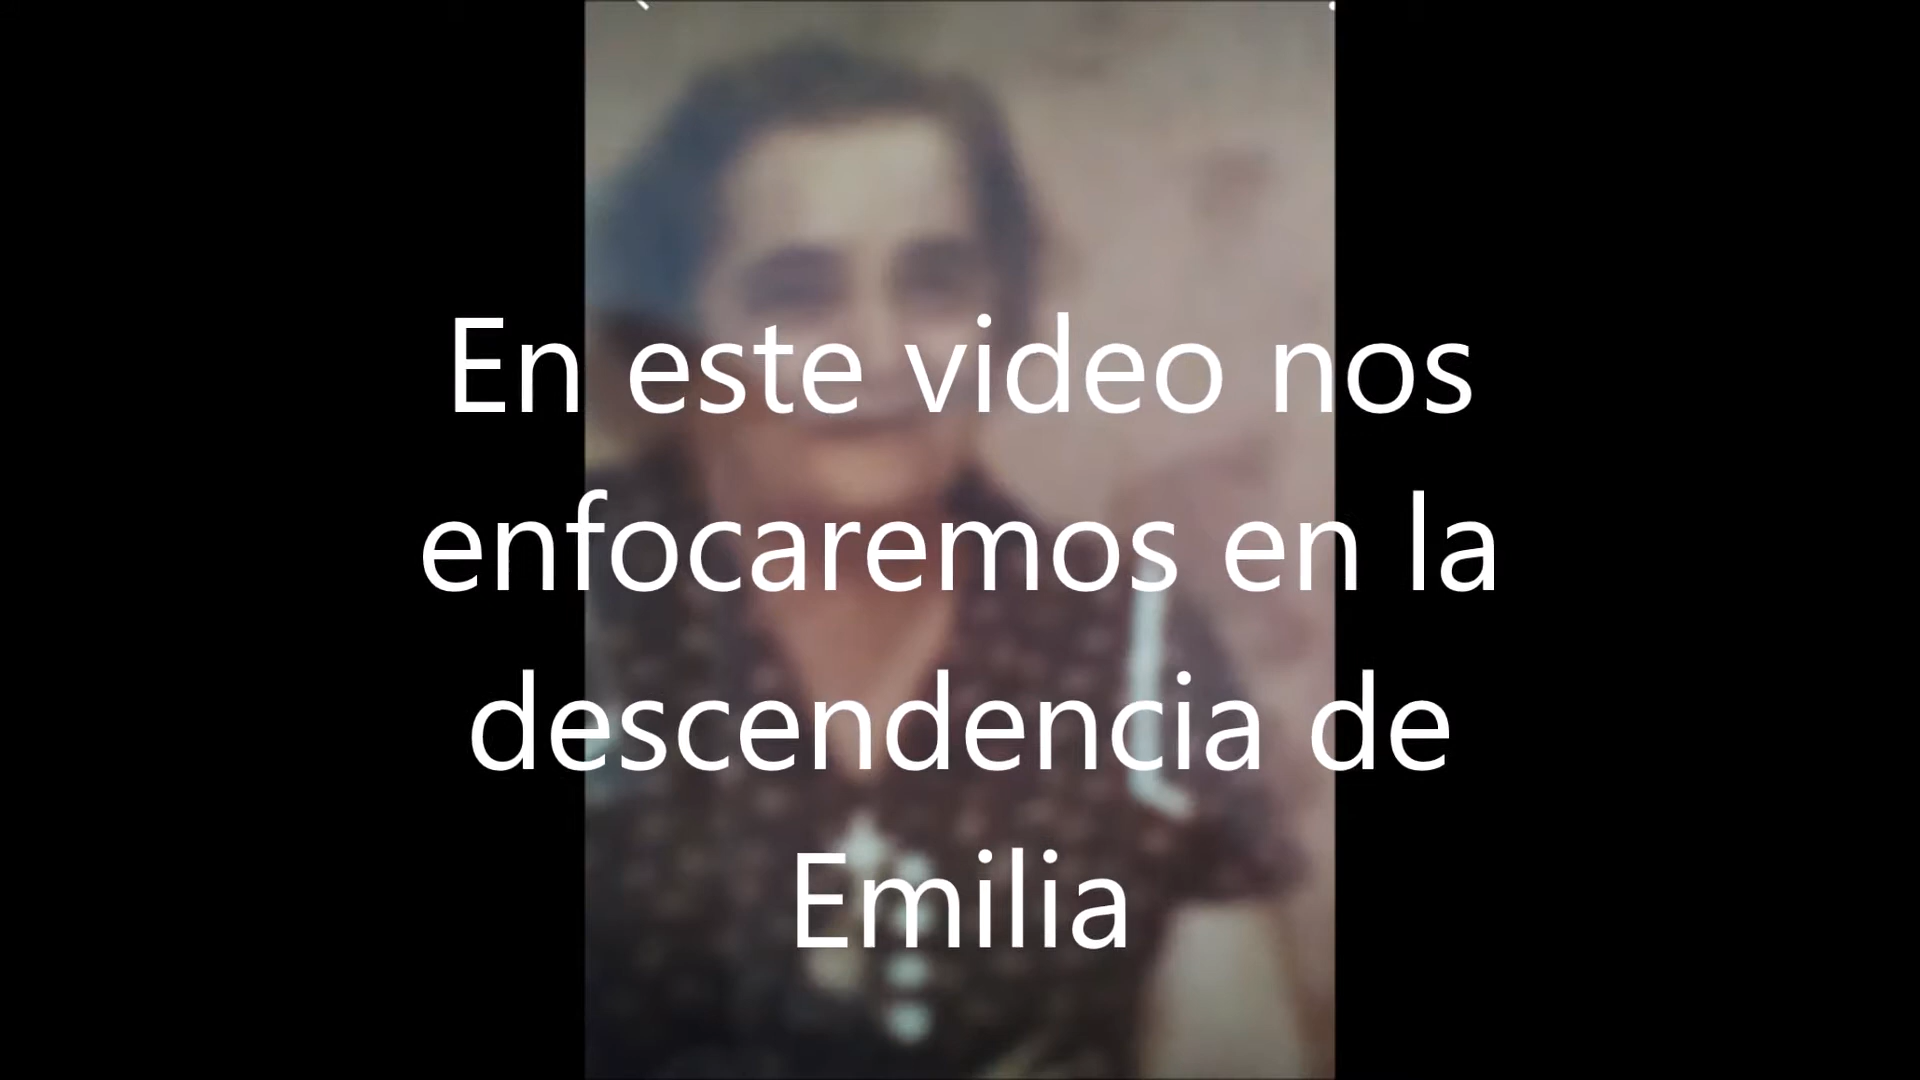 En este video nos
enfocaremos en la
descendencia de
Emilia